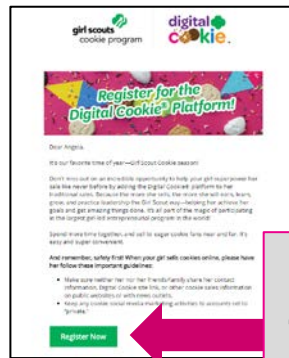 girl scouts
cookie program
digital
cookie.
Register for the
Digital Cookie® Platform!
Dear Angela,
It's our favorite time of year—Girl Scout Cookie season!
Don't miss out on an incredible opportunity to help your girl superpower her
sale like never before by adding the Digital Cookie® platform to her
traditional sales. Because the more she sells, the more she will earn, learn,
grow, and practice leadership the Girl Scout way—helping her achieve her
goals and get amazing things done. It's all part of the magic of participating
in the largest girl-led entrepreneurial program in the world!
Spend more time together, and sell to eager cookie fans near and far. It's
easy and super convenient.
And remember, safety first! When your girl sells cookies online, please have
her follow these important guidelines:
• Make sure neither her nor her friends/family share her contact
information, Digital Cookie site link, or other cookie sales information
on public websites or with news outlets.
• Keep any cookie social media marketing activities to accounts set to
"private."
Register Now